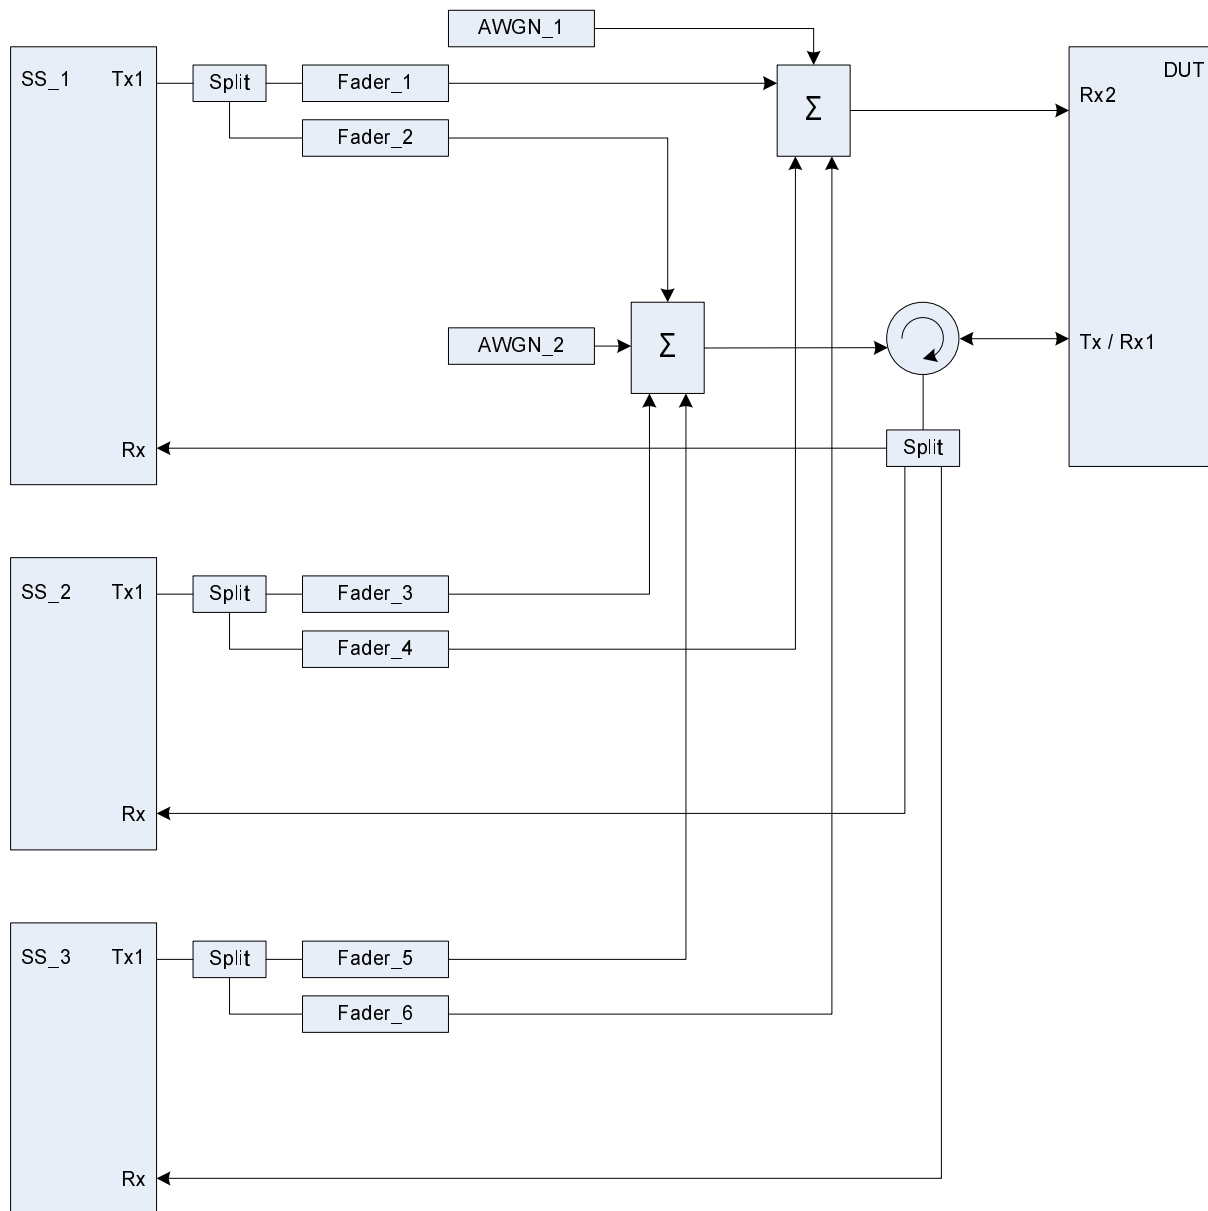 AWGN_1
SS_1 Tx1
Split
Fader_1
Σ
DUT
Rx2
Fader_2
AWGN_2
Σ
Tx / Rx1
Rx
Split
SS_2 Tx1
Split
Fader_3
Fader_4
Rx
SS_3 Tx1
Split
Fader_5
Fader_6
Rx